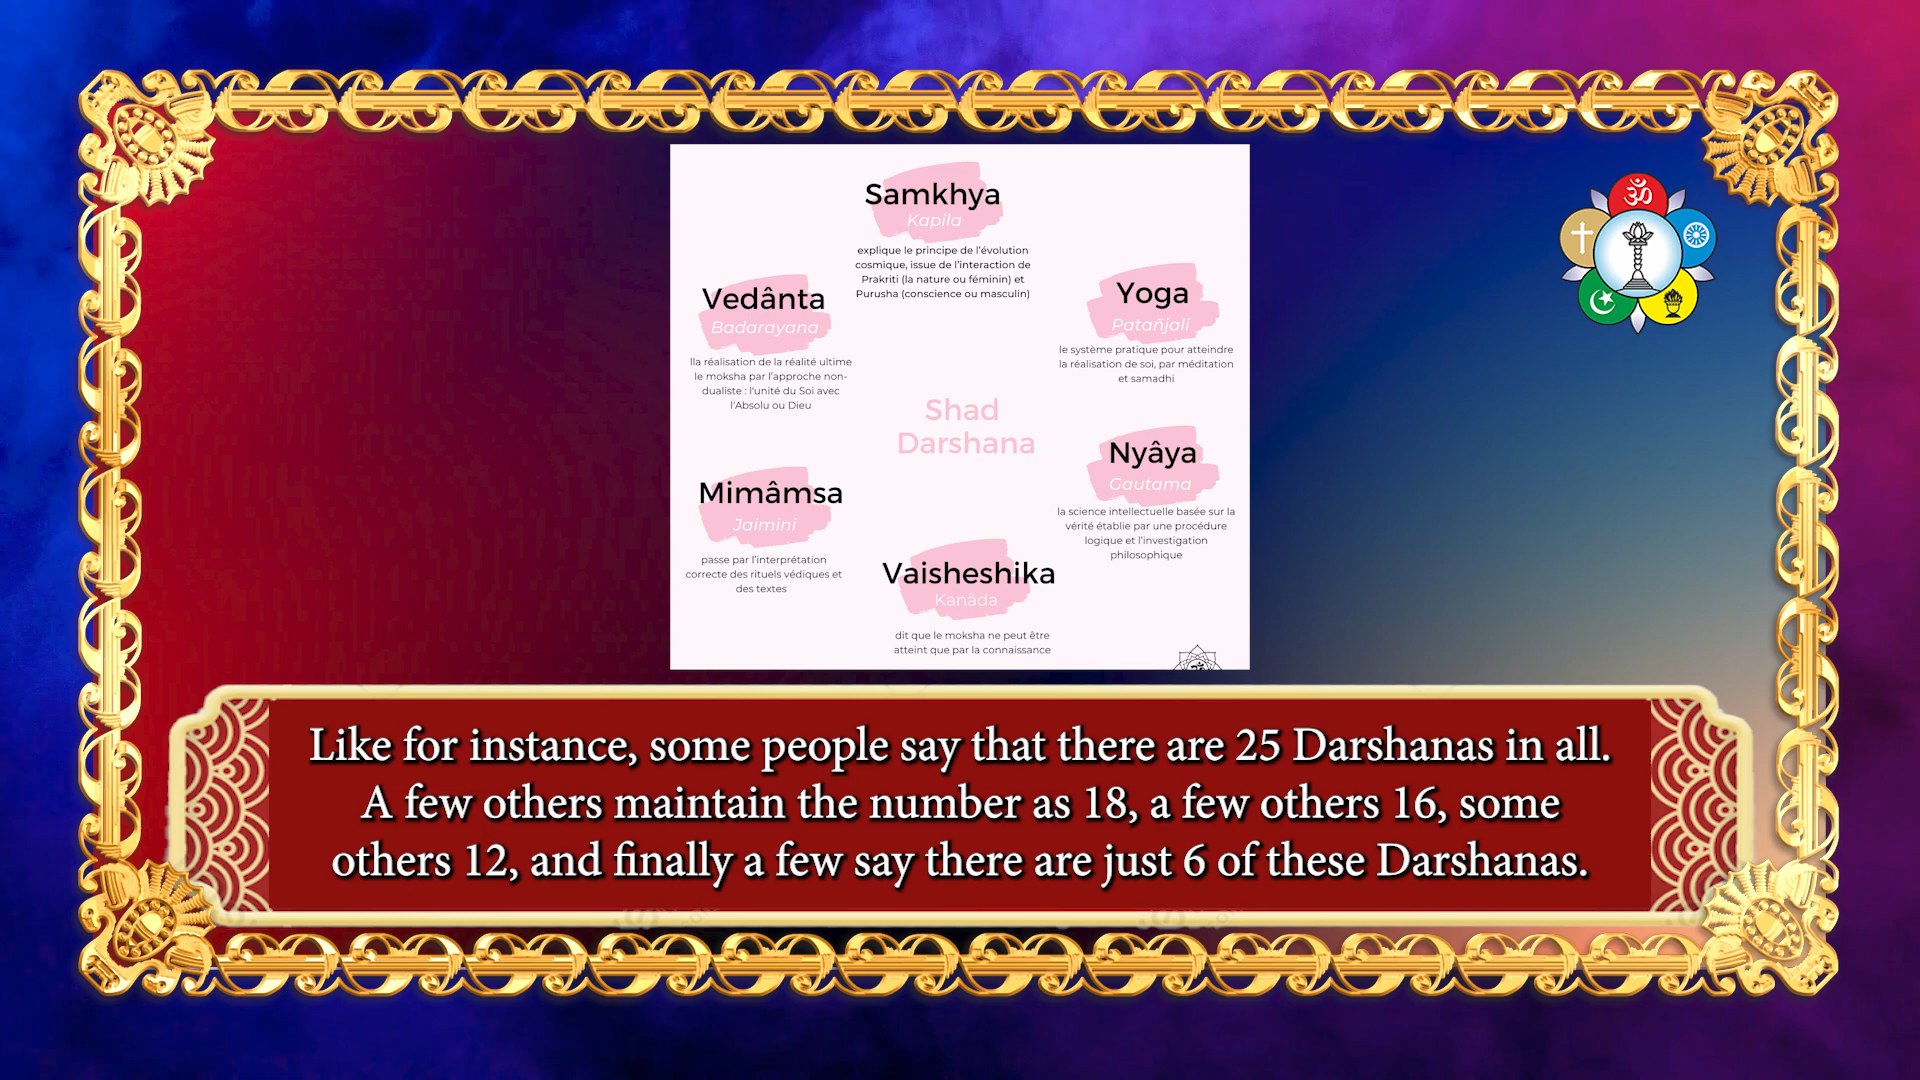 Samkhya
Kapila
explique le principe de l'évolution
cosmique, issue de l'interaction de
Prakriti (la nature ou féminin) et
Purusha (conscience ou masculin)
Vedânta
Badarayana
lla réalisation de la réalité ultime
le moksha par l'approche non-
dualiste : l'unité du Soi avec
l'Absolu ou Dieu
Yoga
Patañjali
le système pratique pour atteindre
la réalisation de soi, par méditation
et samadhi
Shad
Darshana
Nyâya
Gautama
la science intellectuelle basée sur la
vérité établie par une procédure
logique et l'investigation
philosophique
Mimâmsa
Jaimini
passe par l'interprétation
correcte des rituels védiques et
des textes
Vaisheshika
Kanâda
dit que le moksha ne peut être
atteint que par la connaissance
ॐ
Like for instance, some people say that there are 25 Darshanas in all.
A few others maintain the number as 18, a few others 16, some
others 12, and finally a few say there are just 6 of these Darshanas.